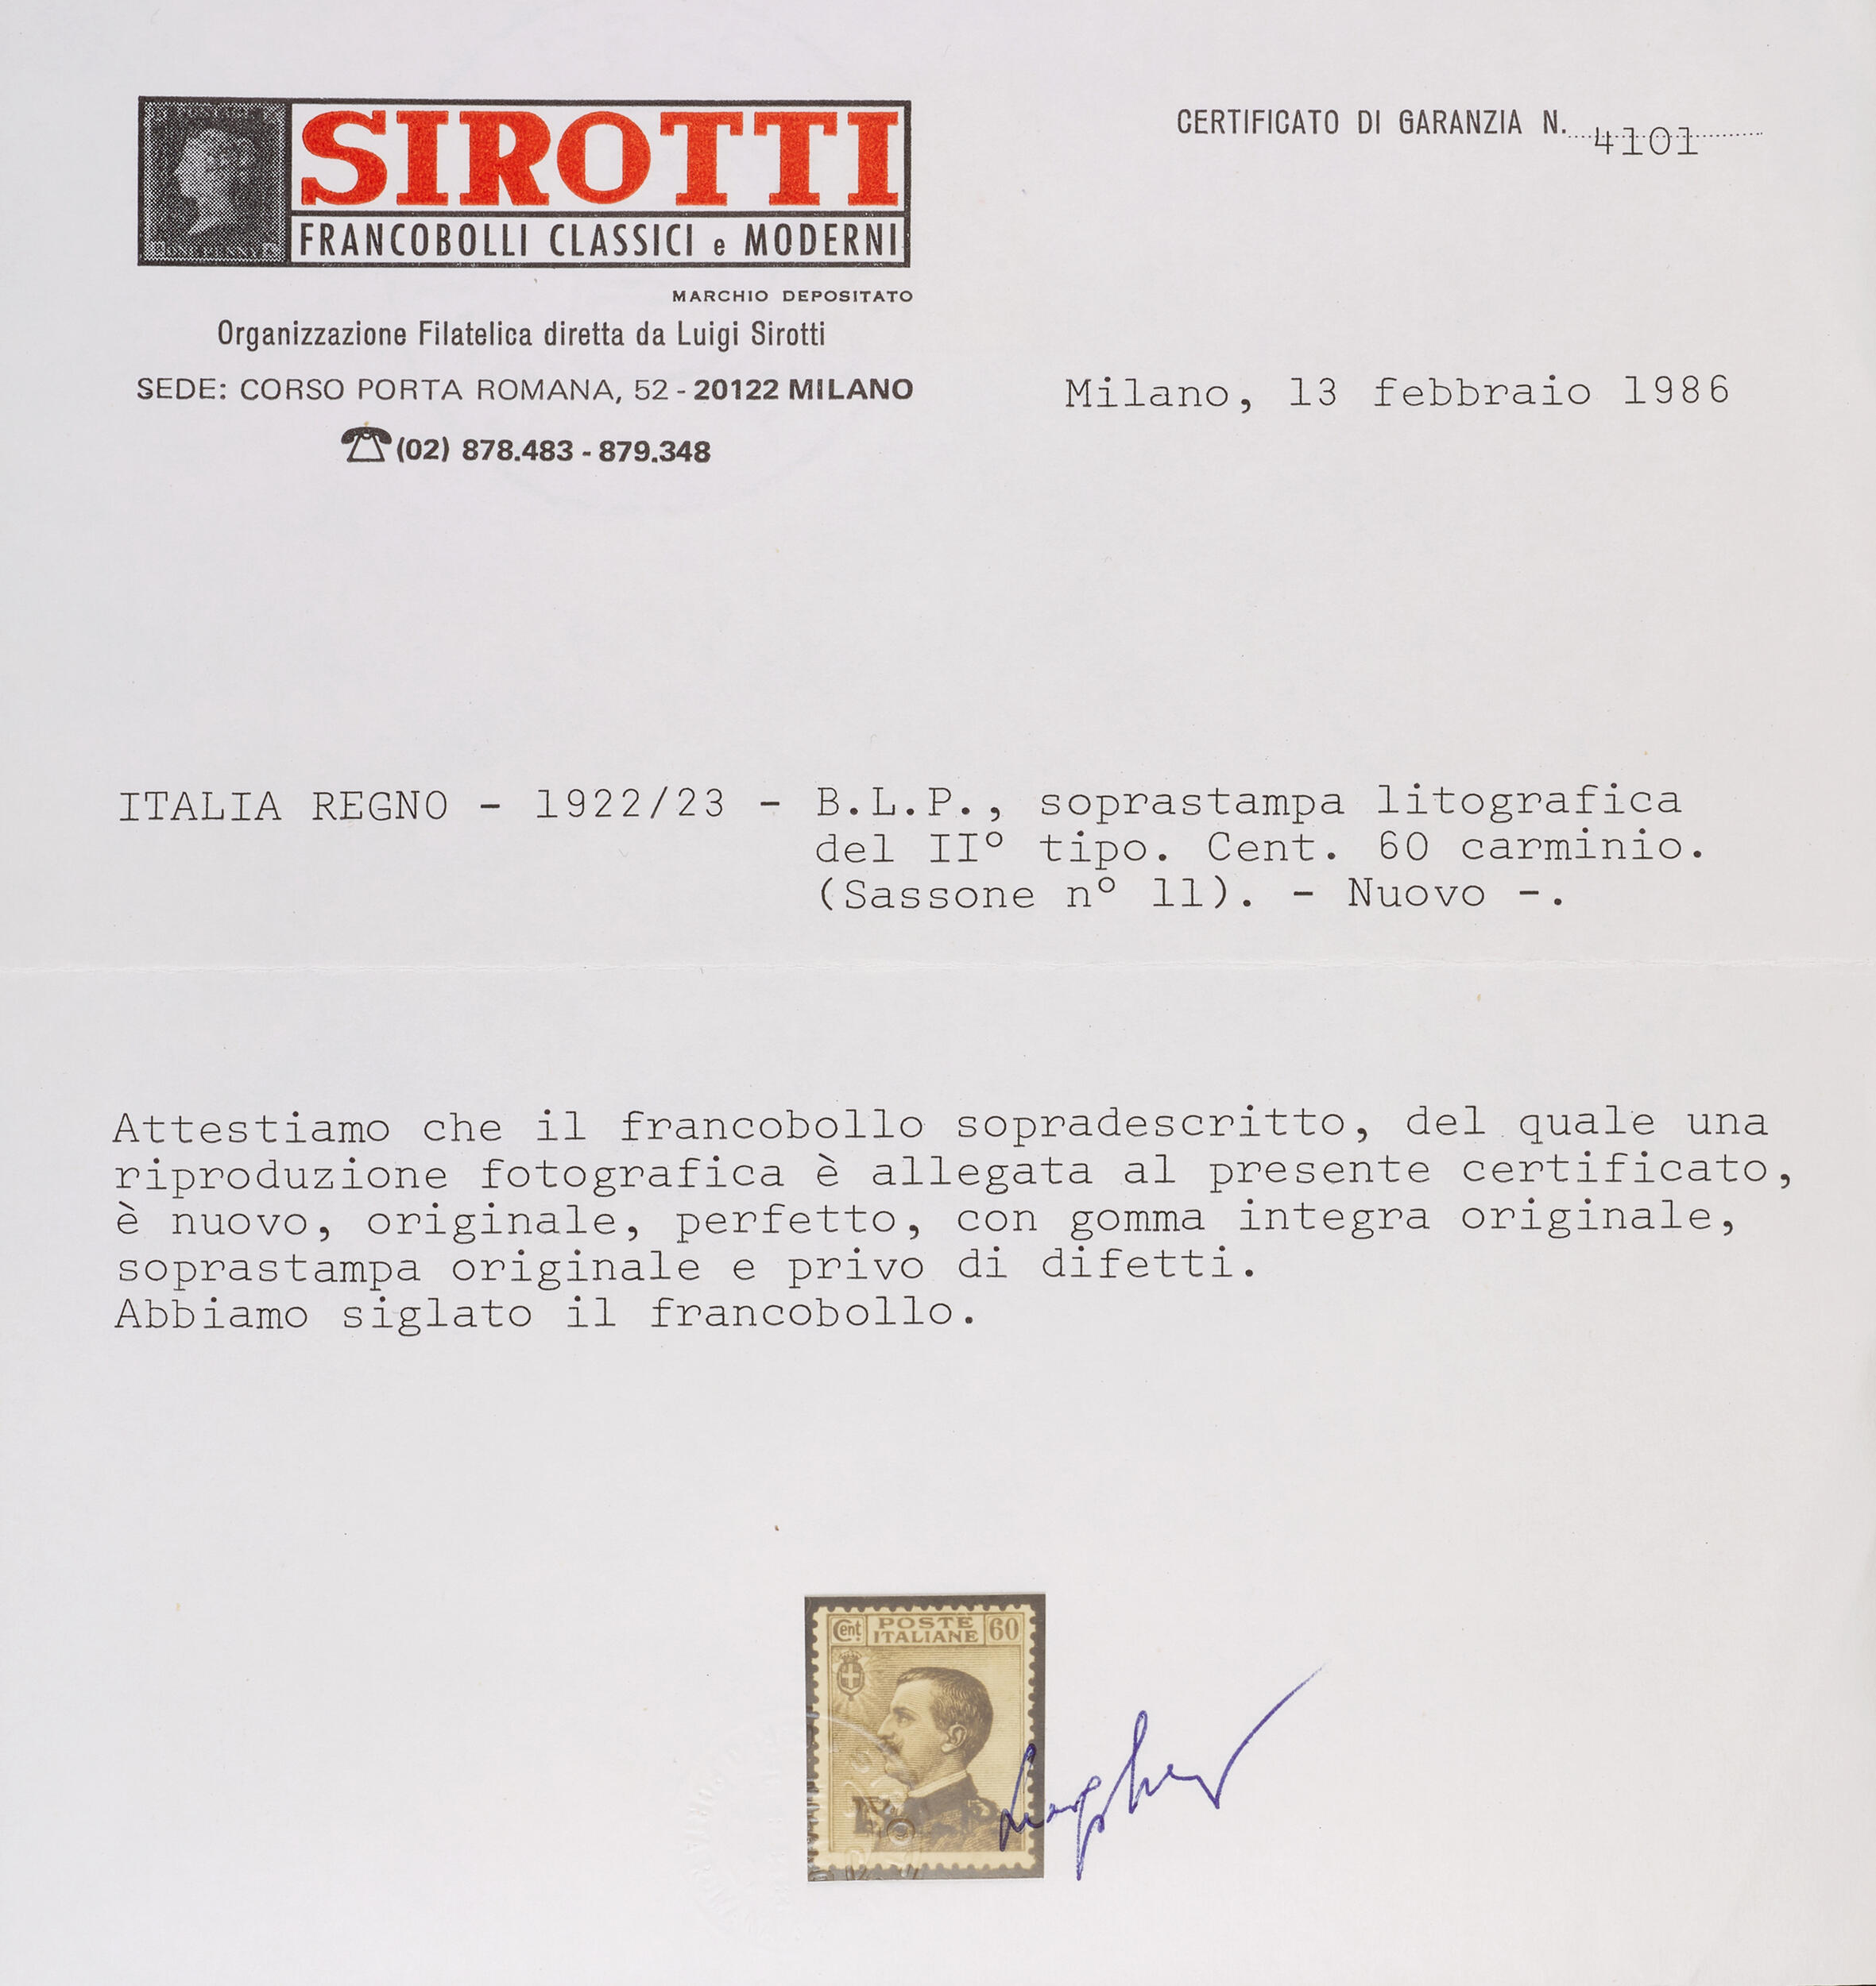 SIROTTI
FRANCOBOLLI CLASSICI e MODERNI
MARCHIO DEPOSITATO
Organizzazione Filatelica diretta da Luigi Sirotti
SEDE: CORSO PORTA ROMANA, 52 - 20122 MILANO
(02) 878.483 - 879.348
CERTIFICATO DI GARANZIA N. 4101
Milano, 13 febbraio 1986
ITALIA REGNO - 1922/23 - B.L.P., soprastampa litografica
del II° tipo. Cent. 60 carminio.
(Sassone n° 11). - Nuovo -.
Attestiamo che il francobollo sopradescritto, del quale una
riproduzione fotografica è allegata al presente certificato,
è nuovo, originale, perfetto, con gomma integra originale,
soprastampa originale e privo di difetti.
Abbiamo siglato il francobollo.
Cent. POSTE ITALIANE 60